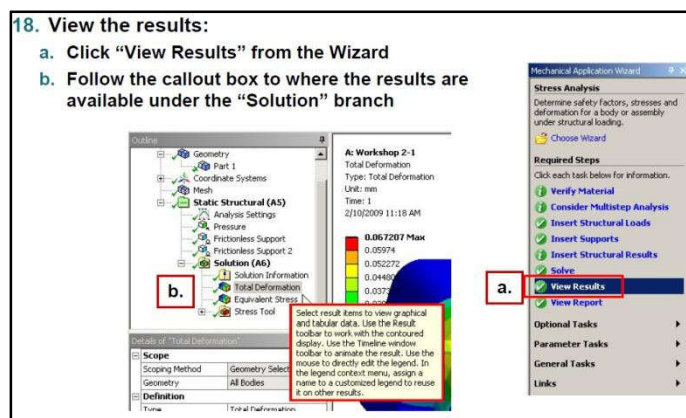 18. View the results:
a. Click “View Results” from the Wizard
b. Follow the callout box to where the results are
available under the “Solution” branch
Outline
Geometry
Part 1
Coordinate Systems
Mesh
Static Structural (A5)
Analysis Settings
Pressure
Frictionless Support
Frictionless Support 2
Solution (A6)
Solution Information
Total Deformation
Equivalent Stress
Stress Tool
b.
Details of "Total Deformation"
Scope
Scoping Method Geometry Select
Geometry All Bodies
Definition
Type Total Deformation
A: Workshop 2-1
Total Deformation
Type: Total Deformation
Unit: mm
Time: 1
2/10/2009 11:18 AM
0.067207 Max
0.05974
0.052272
0.0448
0.0373
Select result items to view graphical
and tabular data. Use the Result
toolbar to work with the contoured
display. Use the Timeline window
toolbar to animate the result. Use the
mouse to directly edit the legend. In
the legend context menu, assign a
name to a customized legend to reuse
it on other results.
Mechanical Application Wizard
Stress Analysis
Determine safety factors, stresses and
deformation for a body or assembly
under structural loading.
Choose Wizard
Required Steps
Click each task below for information.
Verify Material
Consider Multistep Analysis
Insert Structural Loads
Insert Supports
Insert Structural Results
Solve
a.
View Results
View Report
Optional Tasks
Parameter Tasks
General Tasks
Links